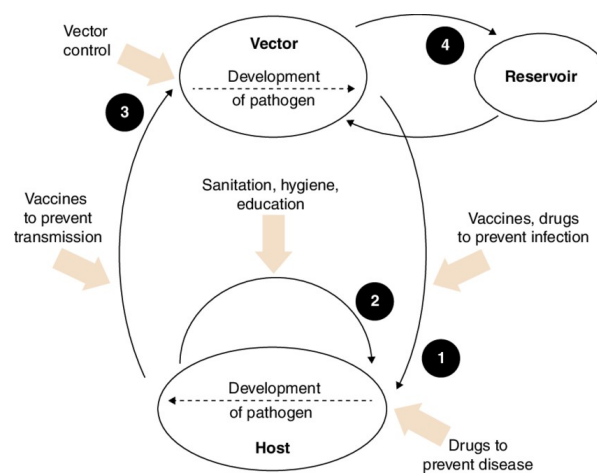 Vector
control
Vector
4
Development
of pathogen
Reservoir
3
Sanitation, hygiene,
education
Vaccines
to prevent
transmission
Vaccines, drugs
to prevent infection
2
1
Development
of pathogen
Host
Drugs to
prevent disease